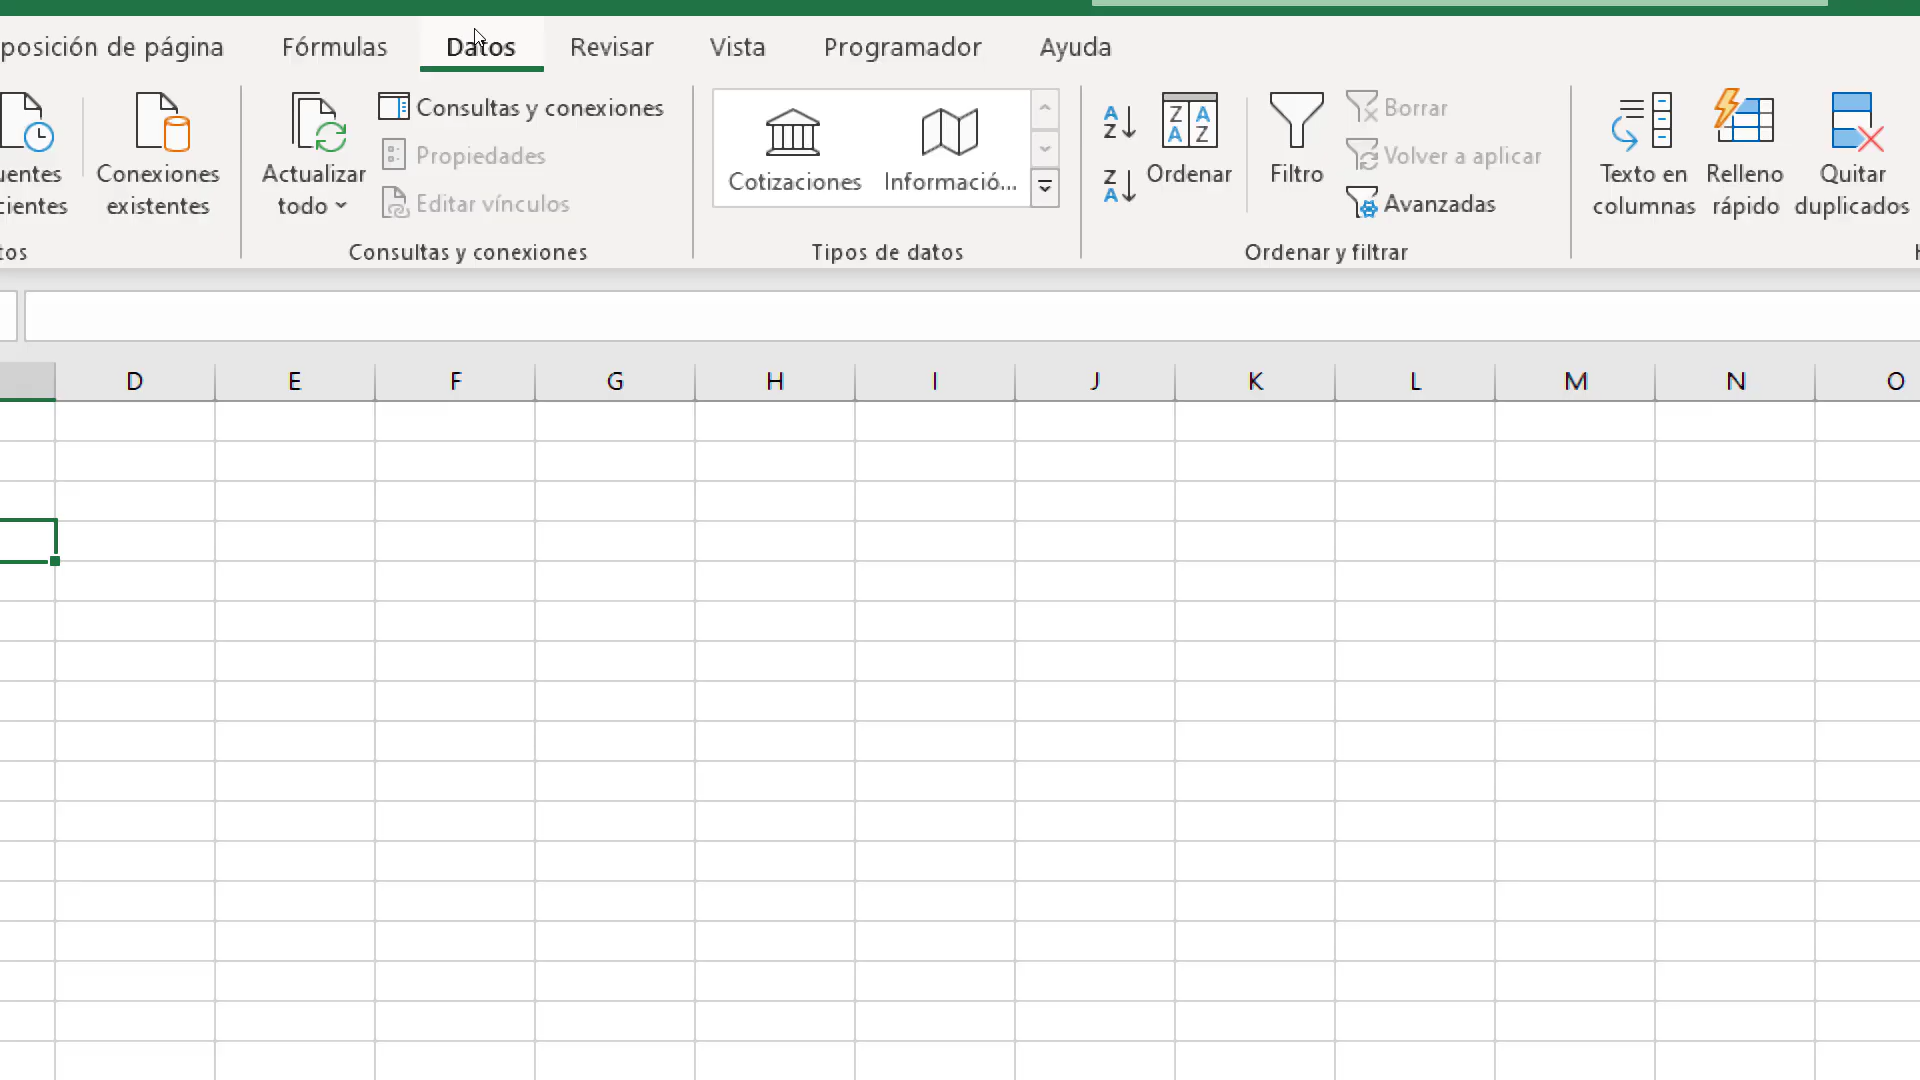 posición de página Fórmulas Datos Revisar Vista Programador Ayuda
uentes
cientes
Conexiones
existentes
tos
Actualizar
todo
Consultas y conexiones
Propiedades
Editar vínculos
Consultas y conexiones
Cotizaciones
Informació...
Tipos de datos
Ordenar
Filtro
Borrar
Volver a aplicar
Avanzadas
Ordenar y filtrar
Texto en
columnas
Relleno
rápido
Quitar
duplicados
D E F G H I J K L M N O